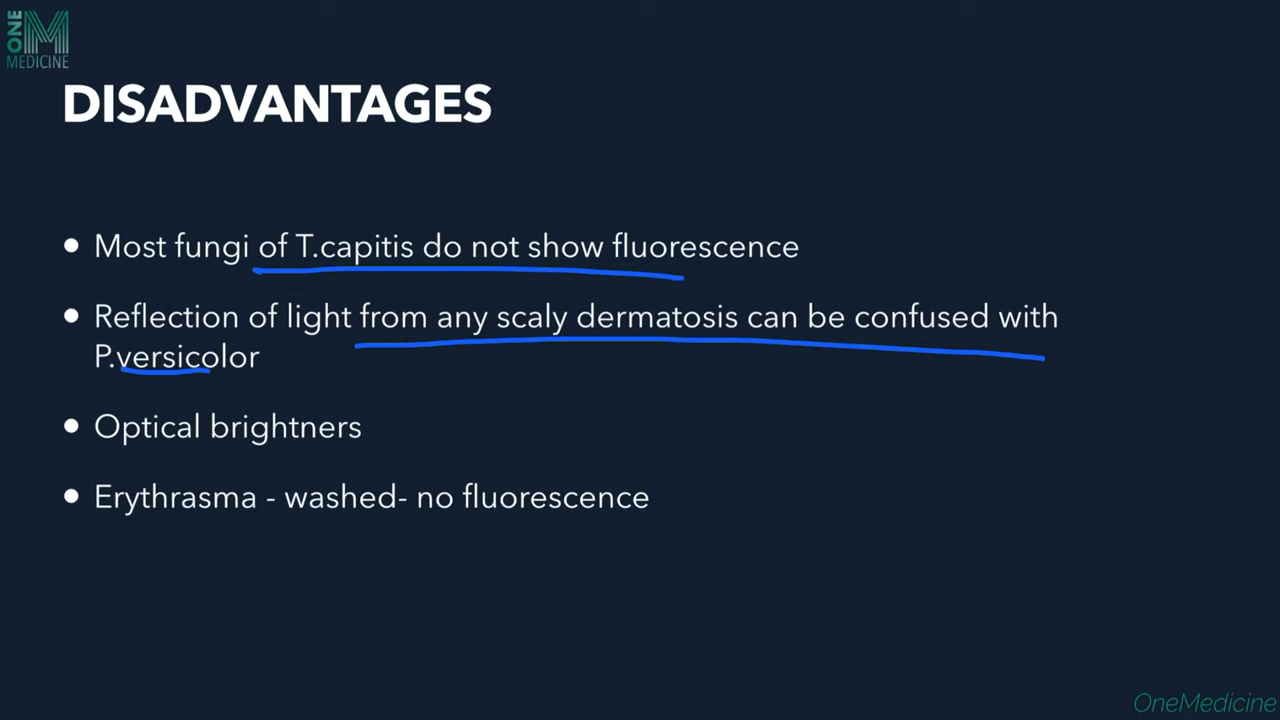 ONE
M
MEDICINE
DISADVANTAGES
• Most fungi of T.capitis do not show fluorescence
• Reflection of light from any scaly dermatosis can be confused with
P.versicolor
• Optical brightners
• Erythrasma - washed- no fluorescence
OneMedicine